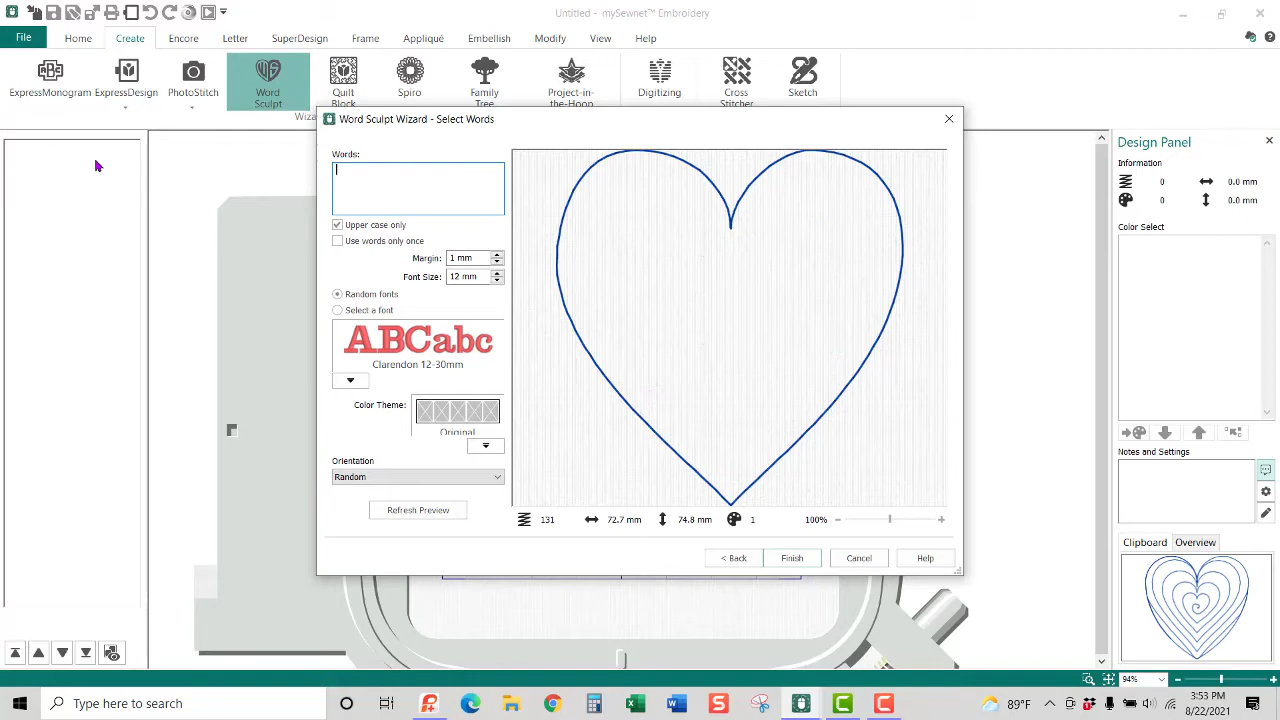 Untitled - mySewnet™ Embroidery
File Home Create Encore Letter SuperDesign Frame Appliqué Embellish Modify View Help
ExpressMonogram ExpressDesign PhotoStitch Word Sculpt Quilt Block Spiro Family Tree Project-in-the-Hoop Digitizing Cross Stitcher Sketch
Word Sculpt Wizard - Select Words
Words:
Upper case only
Use words only once
Margin: 1 mm
Font Size: 12 mm
Random fonts
Select a font
ABCabc
Clarendon 12-30mm
Color Theme:
Original
Orientation
Random
Refresh Preview
131 72.7 mm 74.8 mm 1 100%
< Back Finish Cancel Help
Design Panel
Information
0 0.0 mm
0 0.0 mm
Color Select
Notes and Settings
Clipboard Overview
94%
Type here to search
89°F
3:53 PM
8/22/2021